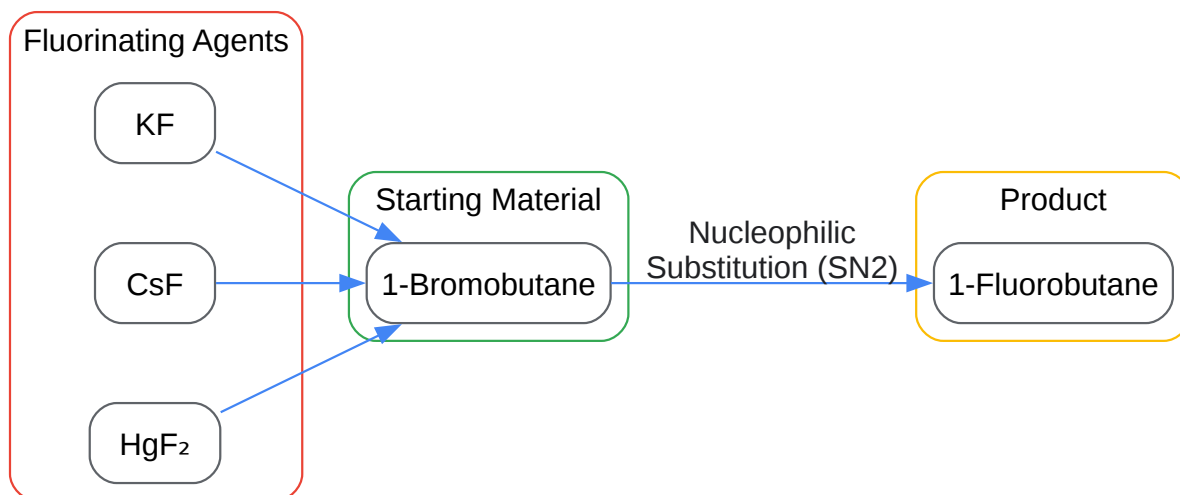 Fluorinating Agents
KF
CsF
HgF₂
Starting Material
1-Bromobutane
Nucleophilic
Substitution (SN2)
Product
1-Fluorobutane